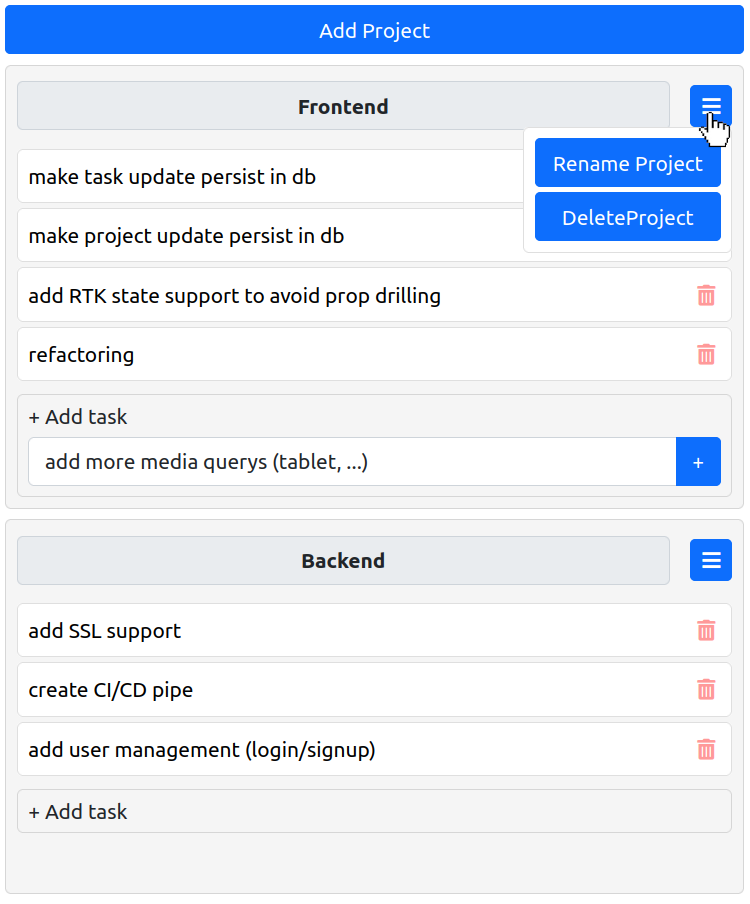 Add Project
Frontend
Rename Project
DeleteProject
make task update persist in db
make project update persist in db
add RTK state support to avoid prop drilling
refactoring
+ Add task
add more media querys (tablet, ...)
+
Backend
add SSL support
create CI/CD pipe
add user management (login/signup)
+ Add task